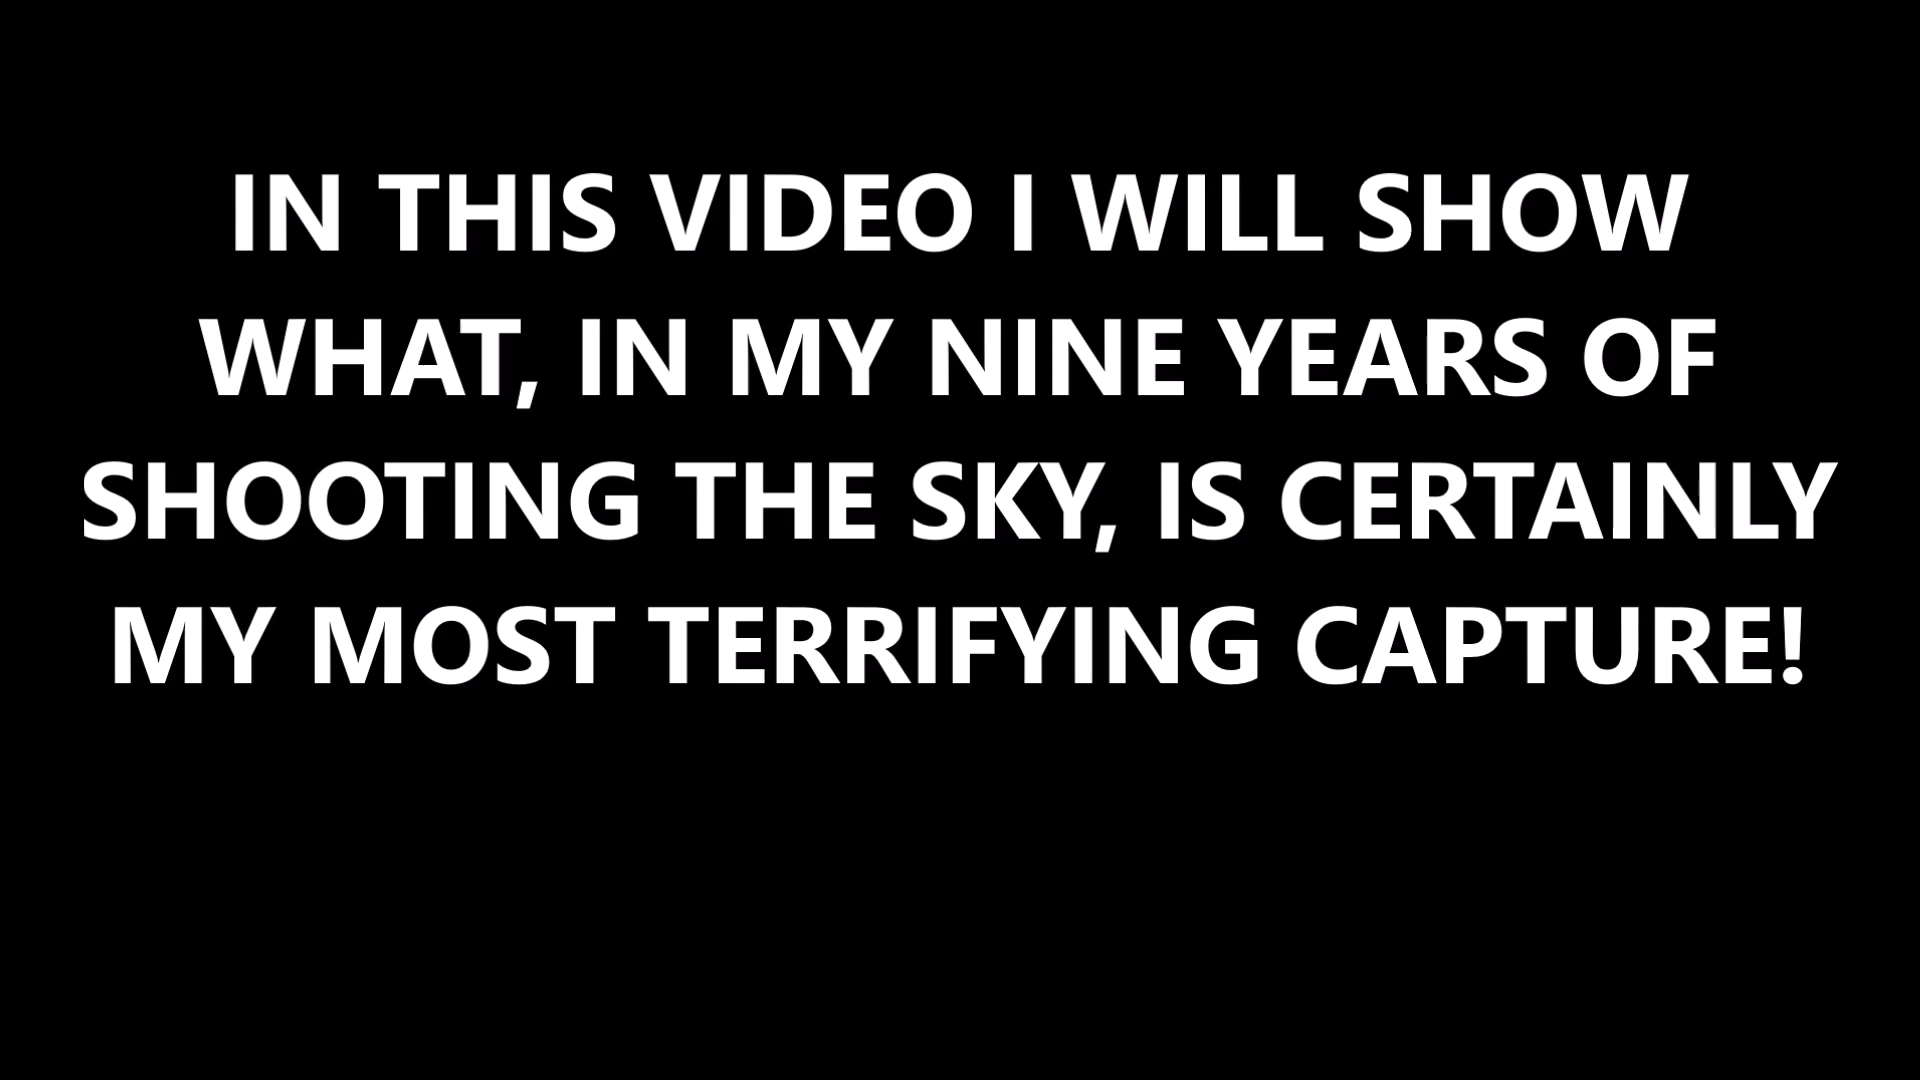 IN THIS VIDEO I WILL SHOW
WHAT, IN MY NINE YEARS OF
SHOOTING THE SKY, IS CERTAINLY
MY MOST TERRIFYING CAPTURE!